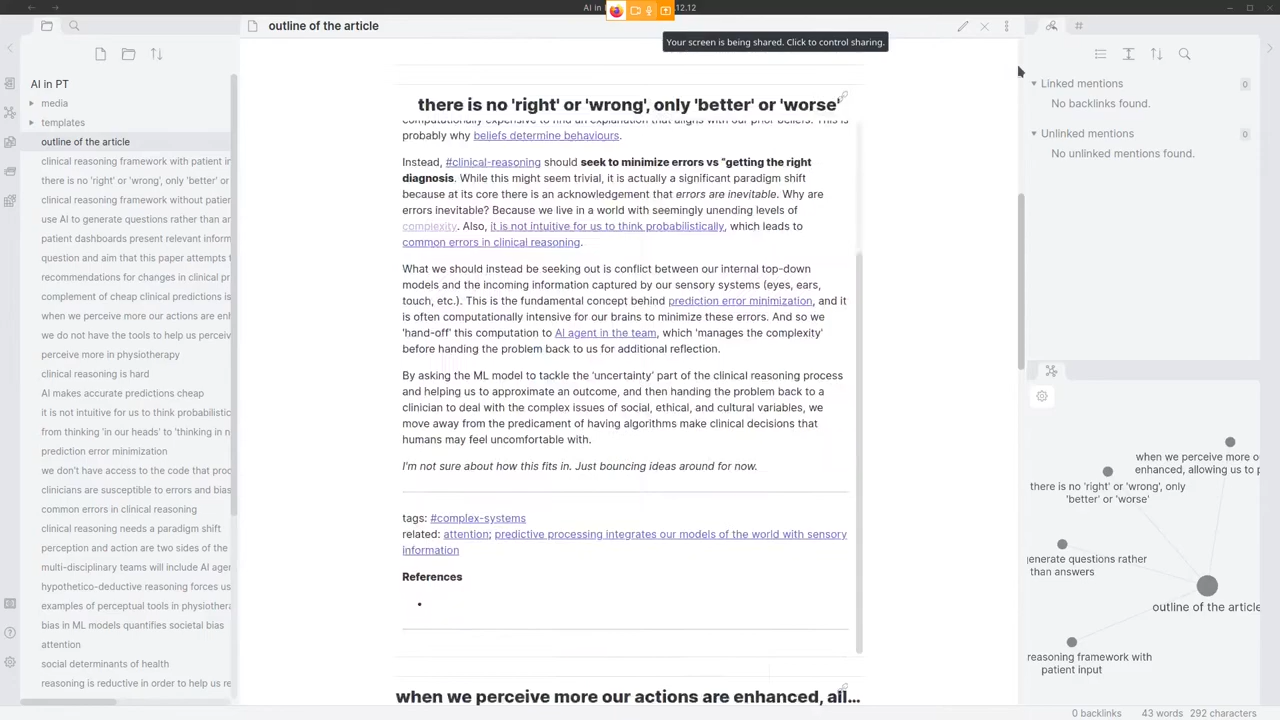 AI in
.12.12
outline of the article
Your screen is being shared. Click to control sharing.
AI in PT
media
templates
outline of the article
clinical reasoning framework with patient in
there is no 'right' or 'wrong', only 'better' or
clinical reasoning framework without patient
use AI to generate questions rather than an
patient dashboards present relevant inform
question and aim that this paper attempts t
recommendations for changes in clinical pr
complement of cheap clinical predictions is
when we perceive more our actions are enh
we do not have the tools to help us perceiv
perceive more in physiotherapy
clinical reasoning is hard
AI makes accurate predictions cheap
it is not intuitive for us to think probabilistic
from thinking 'in our heads' to 'thinking in n
prediction error minimization
we don't have access to the code that proc
clinicians are susceptible to errors and bias
common errors in clinical reasoning
clinical reasoning needs a paradigm shift
perception and action are two sides of the
multi-disciplinary teams will include AI agen
hypothetico-deductive reasoning forces us
examples of perceptual tools in physiothera
bias in ML models quantifies societal bias
attention
social determinants of health
reasoning is reductive in order to help us re
there is no 'right' or 'wrong', only 'better' or 'worse'
computationally expensive to find an explanation that aligns with our prior beliefs. This is
probably why beliefs determine behaviours.
Instead, #clinical-reasoning should seek to minimize errors vs "getting the right
diagnosis. While this might seem trivial, it is actually a significant paradigm shift
because at its core there is an acknowledgement that errors are inevitable. Why are
errors inevitable? Because we live in a world with seemingly unending levels of
complexity. Also, it is not intuitive for us to think probabilistically, which leads to
common errors in clinical reasoning.
What we should instead be seeking out is conflict between our internal top-down
models and the incoming information captured by our sensory systems (eyes, ears,
touch, etc.). This is the fundamental concept behind prediction error minimization, and it
is often computationally intensive for our brains to minimize these errors. And so we
'hand-off' this computation to AI agent in the team, which 'manages the complexity'
before handing the problem back to us for additional reflection.
By asking the ML model to tackle the 'uncertainty' part of the clinical reasoning process
and helping us to approximate an outcome, and then handing the problem back to a
clinician to deal with the complex issues of social, ethical, and cultural variables, we
move away from the predicament of having algorithms make clinical decisions that
humans may feel uncomfortable with.
I'm not sure about how this fits in. Just bouncing ideas around for now.
tags: #complex-systems
related: attention; predictive processing integrates our models of the world with sensory
information
References
when we perceive more our actions are enhanced, all...
Linked mentions
0
No backlinks found.
Unlinked mentions
0
No unlinked mentions found.
when we perceive more o
enhanced, allowing us to p
there is no 'right' or 'wrong', only
'better' or 'worse'
generate questions rather
than answers
outline of the article
reasoning framework with
patient input
0 backlinks
43 words
292 characters